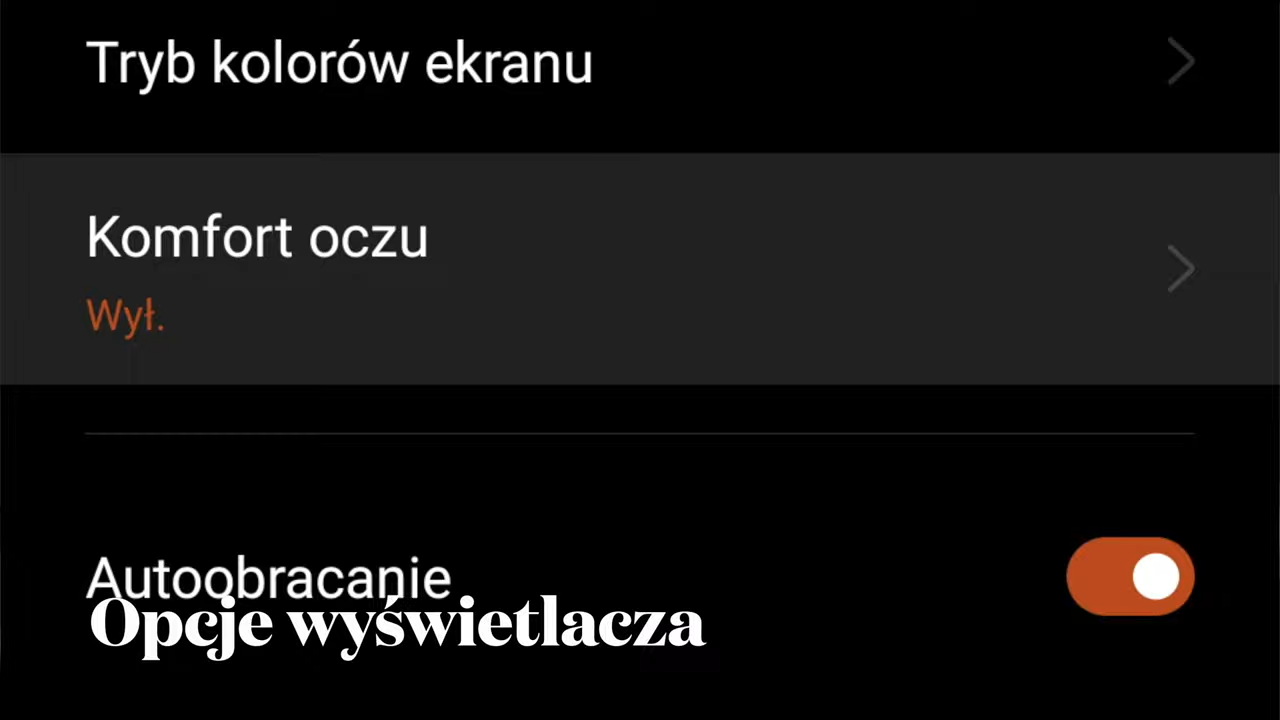 Tryb kolorów ekranu
Komfort oczu
Wył.
Autoobracanie
Opcje wyświetlacza